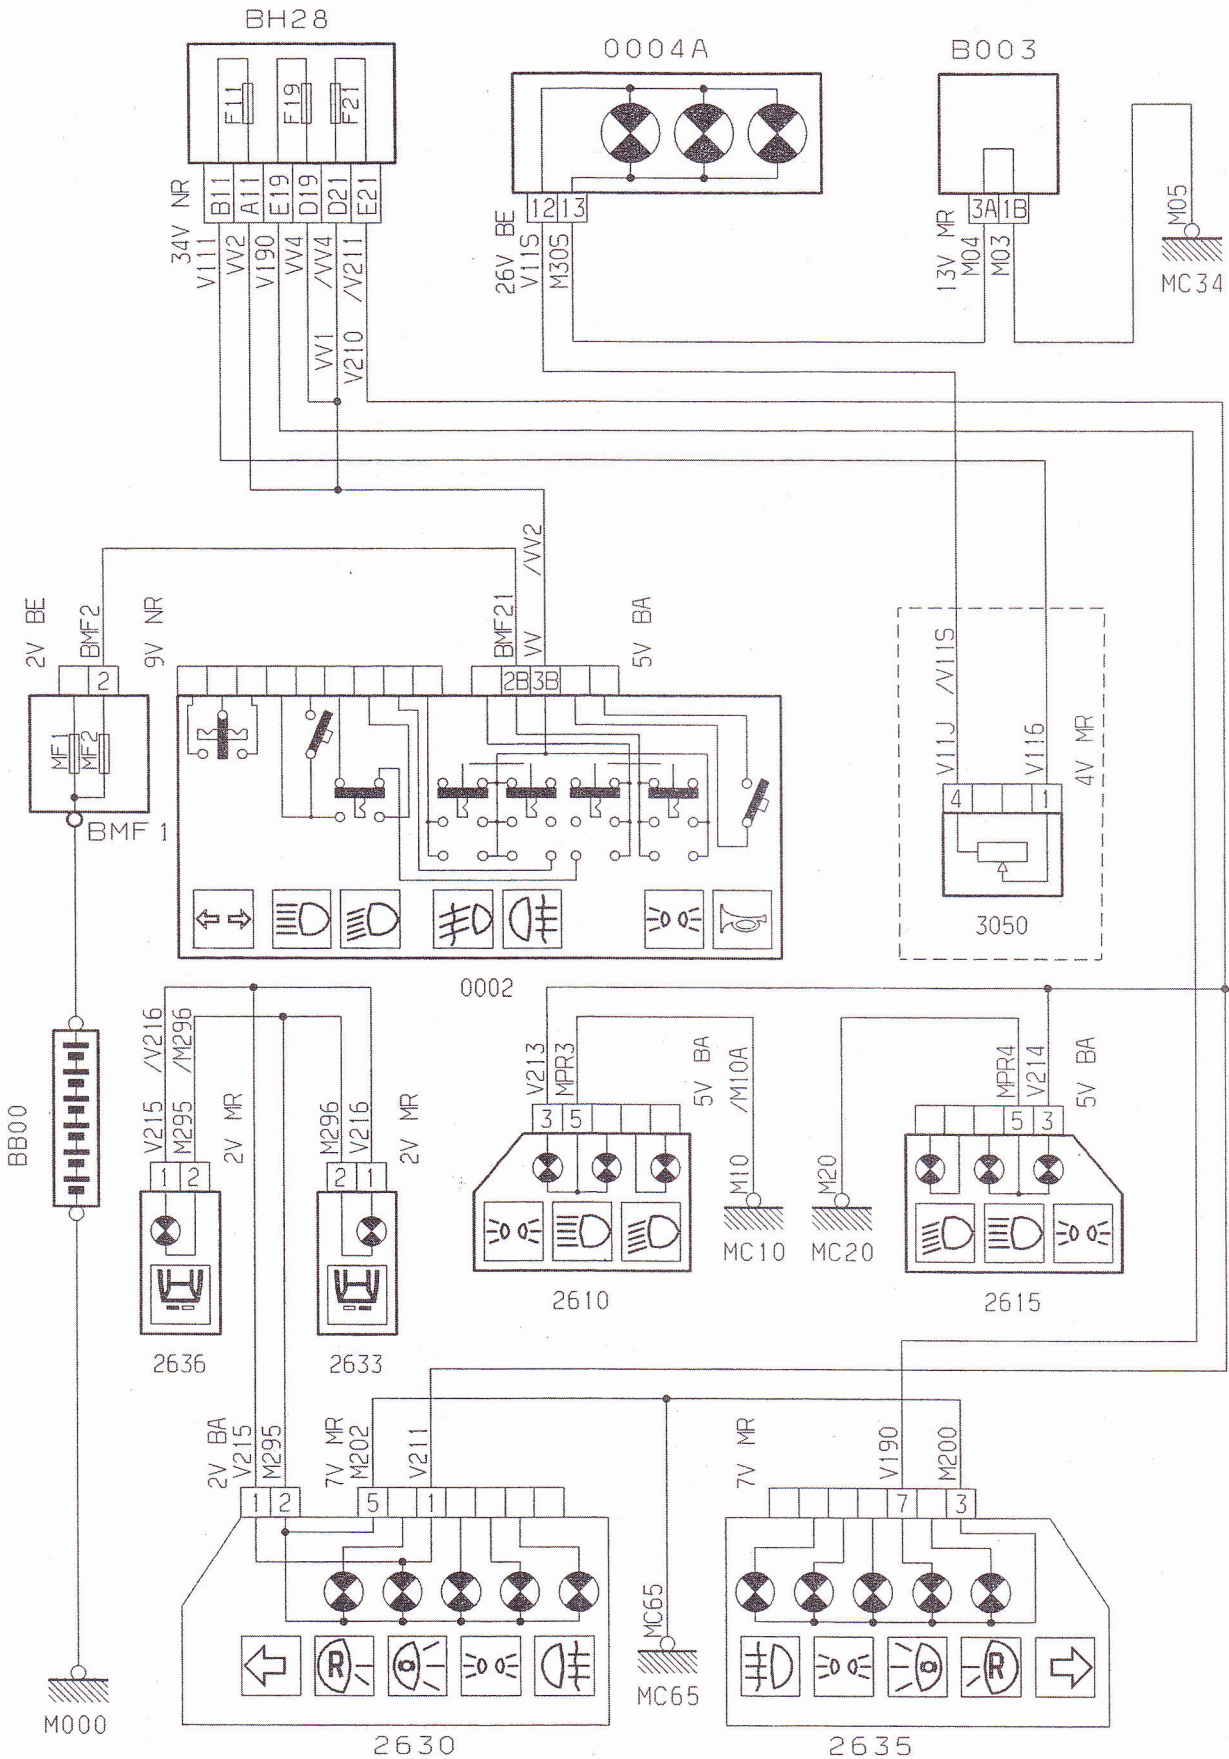 BH28
0004A
B003
F11
F19
F21
34V NR
B11
A11
E19
D19
D21
E21
V111
VV2
V190
VV4
/VV4
/V211
VV1
V210
12
13
26V BE
V11S
M30S
3A
1B
13V MR
M04
M03
M05
MC34
2V BE
BMF2
9V NR
BMF21
VV
/VV2
5V BA
2
2B
3B
MF1
MF2
BMF1
V11J
/V11S
V116
4V MR
4
1
3050
0002
BB00
V215
/V216
M295
/M296
2V MR
M296
V216
2V MR
1
2
2
1
2636
2633
V213
MPR3
5V BA
/M10A
M10
M20
MPR4
V214
5V BA
3
5
5
3
MC10
MC20
2610
2615
2V BA
V215
M295
7V MR
M202
V211
7V MR
V190
M200
1
2
5
1
7
3
MC65
R
R
MC65
M000
2630
2635